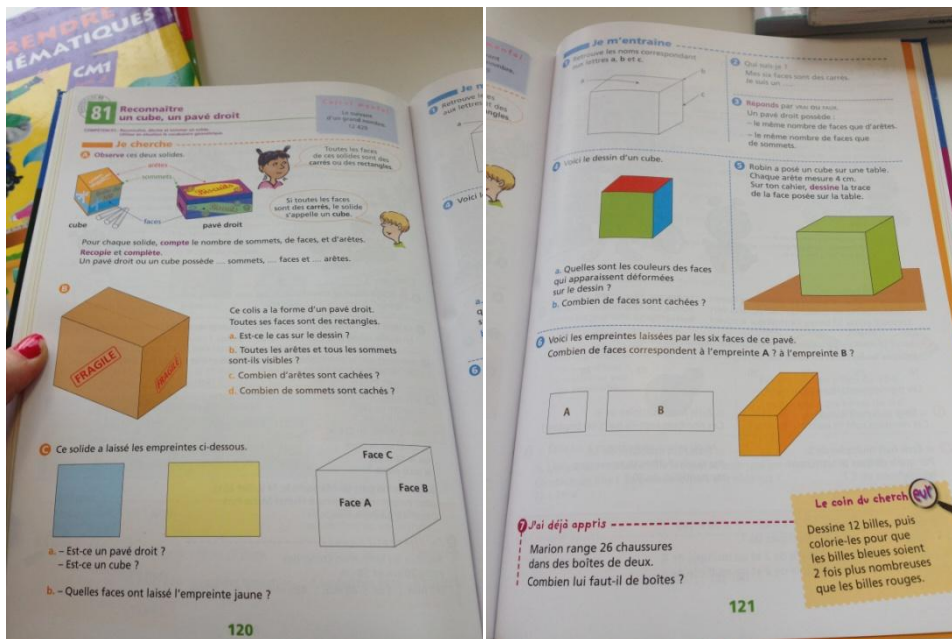 RENDRE
MATHÉMATIQUES
CM1
81 Reconnaître
un cube, un pavé droit
Calcul mental
d'un grand nombre.
12 828
Je cherche
A Observe ces deux solides.
arêtes
sommets
faces
cube
pavé droit
Toutes les faces
de ces solides sont des
carrés ou des rectangles.
Si toutes les faces
sont des carrés, le solide
s'appelle un cube.
Pour chaque solide, compte le nombre de sommets, de faces, et d'arêtes.
Recopie et complète.
Un pavé droit ou un cube possède ... sommets, ... faces et ... arêtes.
B
FRAGILE
FRAGILE
Ce colis a la forme d'un pavé droit.
Toutes ses faces sont des rectangles.
a. Est-ce le cas sur le dessin ?
b. Toutes les arêtes et tous les sommets
sont-ils visibles ?
c. Combien d'arêtes sont cachées ?
d. Combien de sommets sont cachés ?
C Ce solide a laissé les empreintes ci-dessous.
Face C
Face A
Face B
a. – Est-ce un pavé droit ?
– Est-ce un cube ?
b. – Quelles faces ont laissé l'empreinte jaune ?
120
Je m'entraîne
1 Retrouve les noms correspondant
aux lettres a, b et c.
2 Qui suis-je ?
Mes six faces sont des carrés.
Je suis un ...
3 Réponds par VRAI ou FAUX.
Un pavé droit possède :
– le même nombre de faces que d'arêtes.
– le même nombre de faces que
de sommets.
4 Voici le dessin d'un cube.
a. Quelles sont les couleurs des faces
qui apparaissent déformées
sur le dessin ?
b. Combien de faces sont cachées ?
5 Robin a posé un cube sur une table.
Chaque arête mesure 4 cm.
Sur ton cahier, dessine la trace
de la face posée sur la table.
6 Voici les empreintes laissées par les six faces de ce pavé.
Combien de faces correspondent à l'empreinte A ? à l'empreinte B ?
A
B
7 J'ai déjà appris
Marion range 26 chaussures
dans des boîtes de deux.
Combien lui faut-il de boîtes ?
Le coin du chercheur
Dessine 12 billes, puis
colorie-les pour que
les billes bleues soient
2 fois plus nombreuses
que les billes rouges.
121